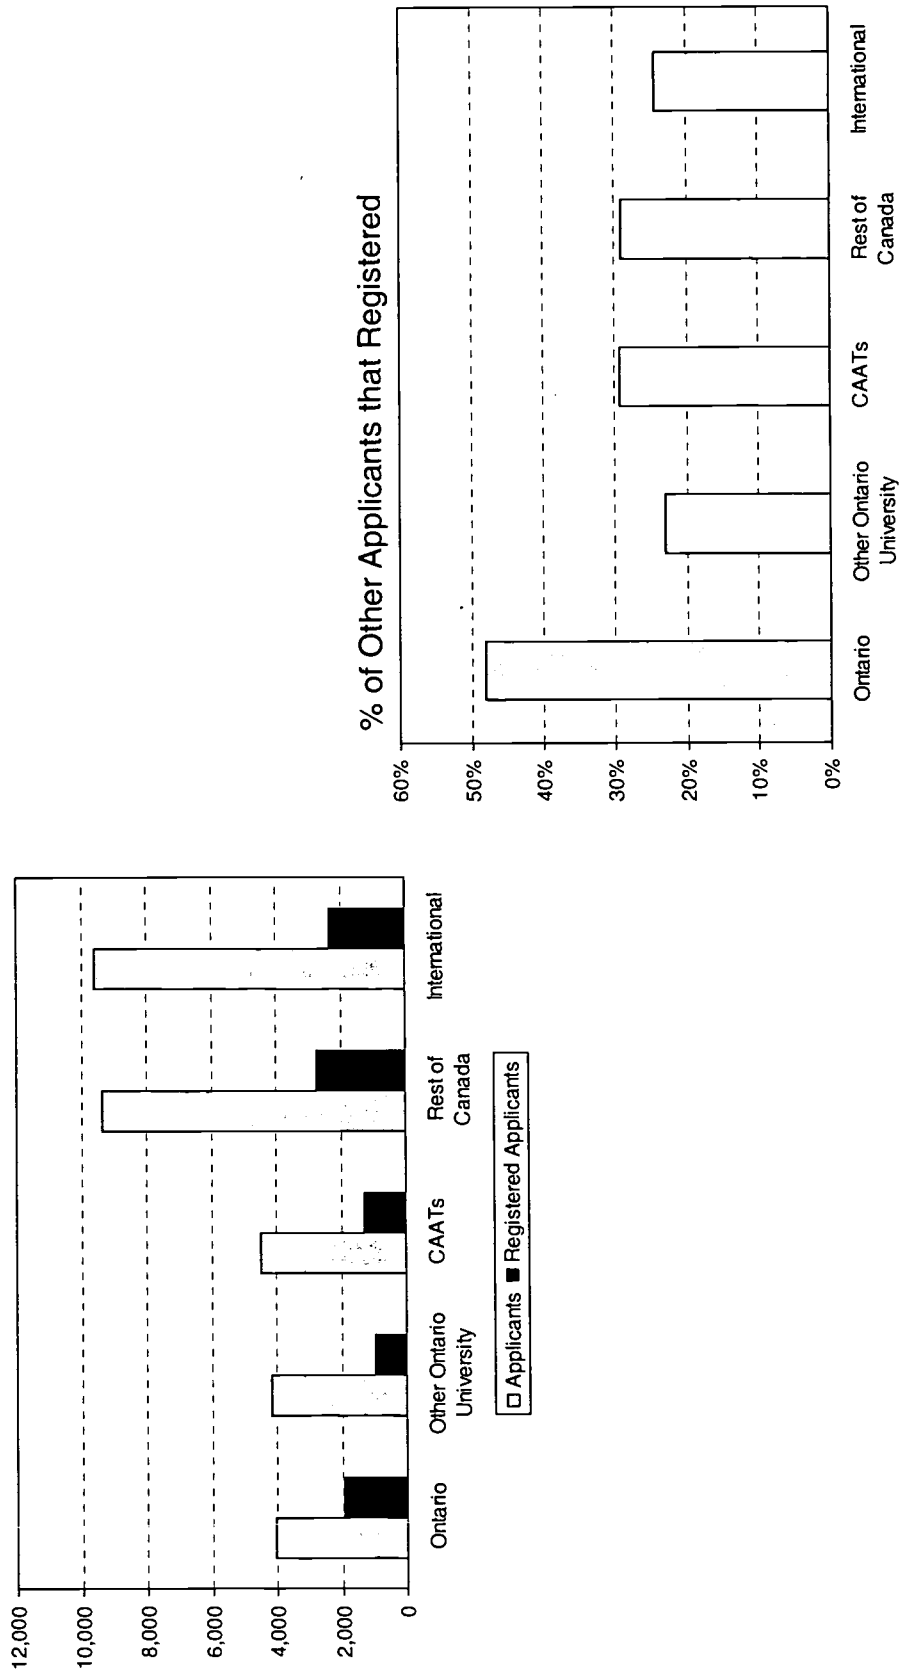 12,000
10,000
8,000
6,000
4,000
2,000
0
Ontario
Other Ontario
University
CAATs
Rest of
Canada
International
Applicants Registered Applicants
% of Other Applicants that Registered
60%
50%
40%
30%
20%
10%
0%
Ontario
Other Ontario
University
CAATs
Rest of
Canada
International